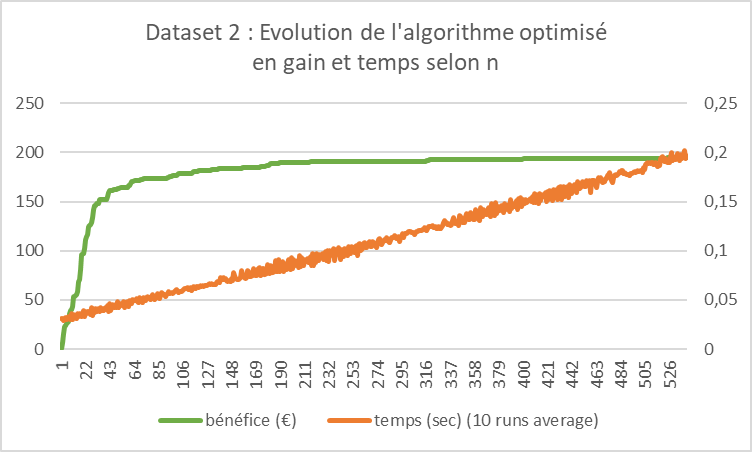 Dataset 2 : Evolution de l'algorithme optimisé
en gain et temps selon n
250 0,25
200 0,2
150 0,15
100 0,1
50 0,05
0 0
1 22 43 64 85 106 127 148 169 190 211 232 253 274 295 316 337 358 379 400 421 442 463 484 505 526
bénéfice (€) temps (sec) (10 runs average)